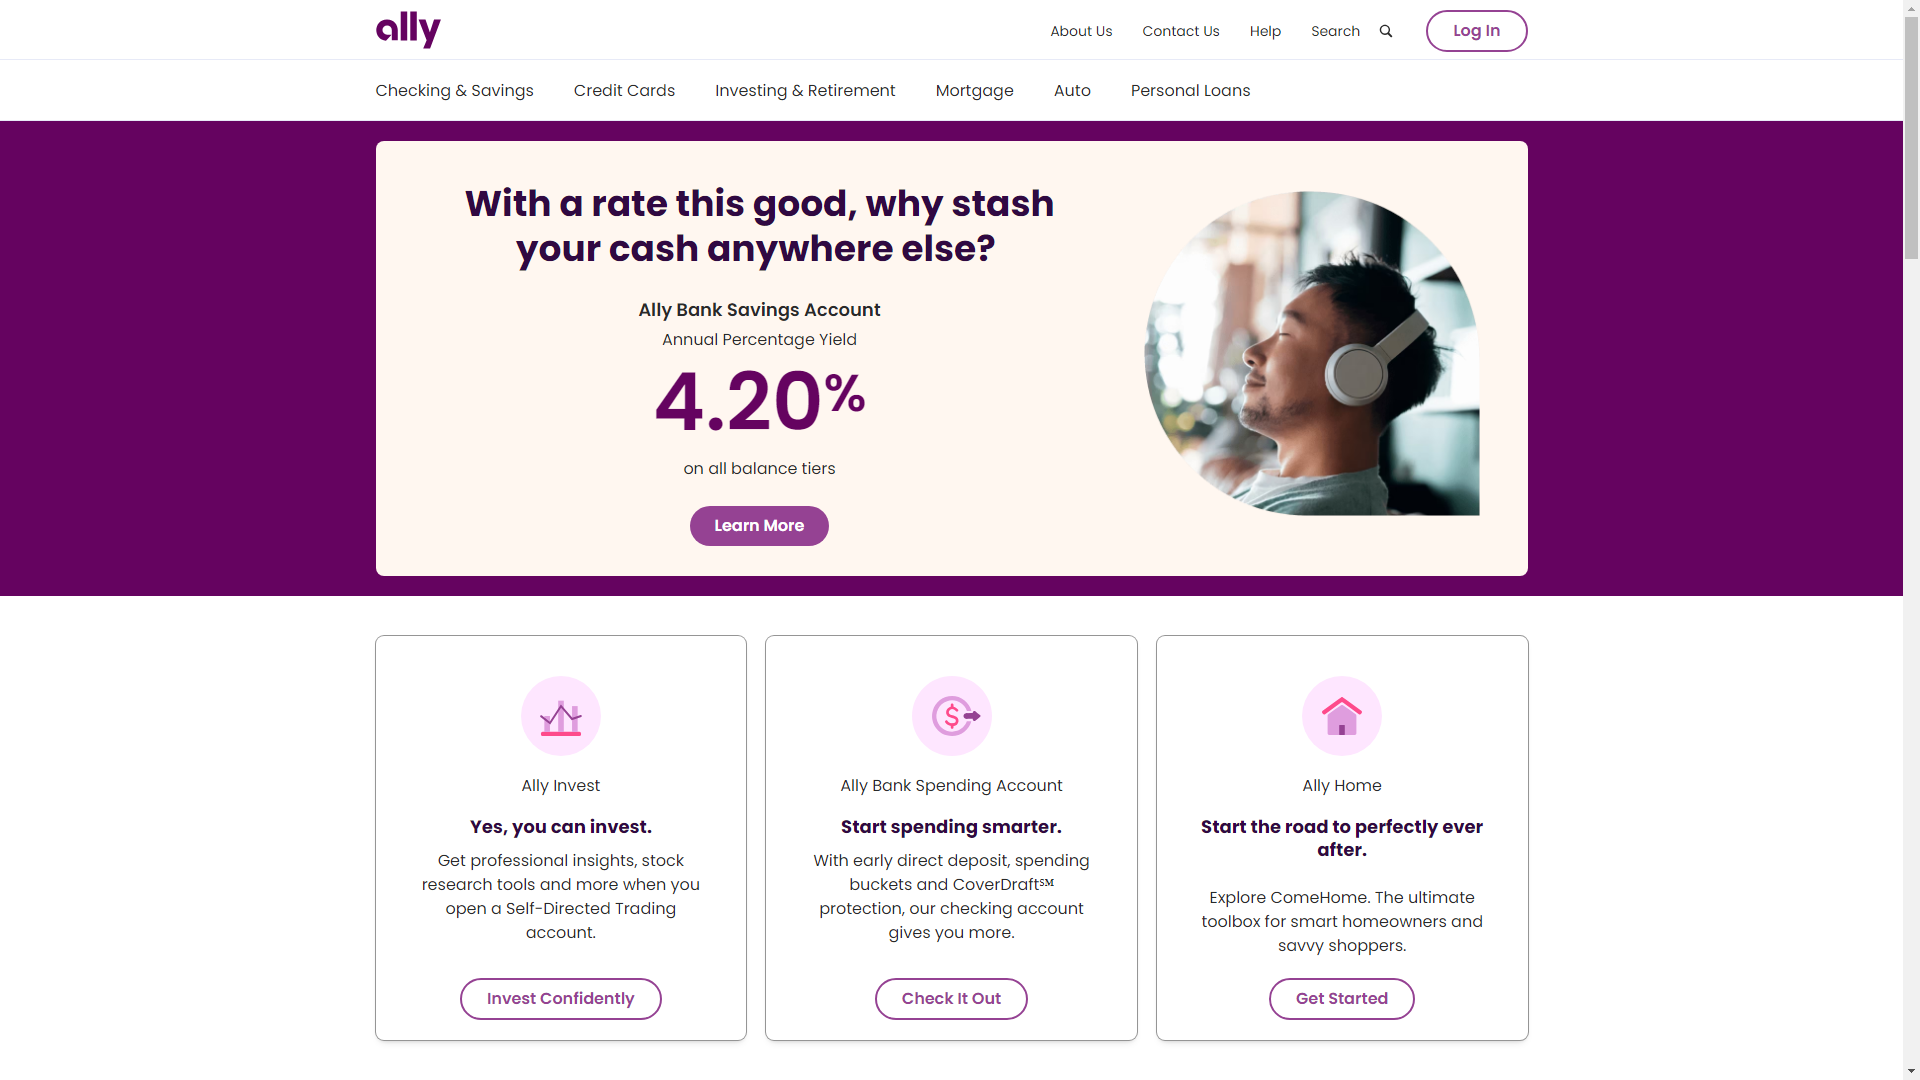 ally
About Us
Contact Us
Help
Search
Log In
Checking & Savings
Credit Cards
Investing & Retirement
Mortgage
Auto
Personal Loans
With a rate this good, why stash
your cash anywhere else?
Ally Bank Savings Account
Annual Percentage Yield
4.20%
on all balance tiers
Learn More
Ally Invest
Yes, you can invest.
Get professional insights, stock
research tools and more when you
open a Self-Directed Trading
account.
Invest Confidently
Ally Bank Spending Account
Start spending smarter.
With early direct deposit, spending
buckets and CoverDraft℠
protection, our checking account
gives you more.
Check It Out
Ally Home
Start the road to perfectly ever
after.
Explore ComeHome. The ultimate
toolbox for smart homeowners and
savvy shoppers.
Get Started